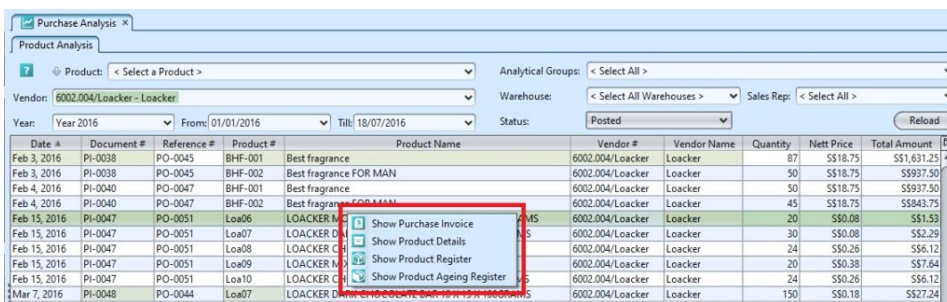 Purchase Analysis ×
Product Analysis
? Product: < Select a Product > Analytical Groups: < Select All >
Vendor: 6002.004/Loacker - Loacker Warehouse: < Select All Warehouses > Sales Rep: < Select All >
Year: Year 2016 From: 01/01/2016 Till: 18/07/2016 Status: Posted Reload
Date Document # Reference # Product # Product Name Vendor # Vendor Name Quantity Nett Price Total Amount
Feb 3, 2016 PI-0038 PO-0045 BHF-001 Best fragrance 6002.004/Loacker Loacker 87 S$18.75 S$1,631.25
Feb 3, 2016 PI-0038 PO-0045 BHF-002 Best fragrance FOR MAN 6002.004/Loacker Loacker 50 S$18.75 S$937.50
Feb 4, 2016 PI-0040 PO-0047 BHF-001 Best fragrance 6002.004/Loacker Loacker 50 S$18.75 S$937.50
Feb 4, 2016 PI-0040 PO-0047 BHF-002 Best fragrance FOR MAN 6002.004/Loacker Loacker 45 S$18.75 S$843.75
Feb 15, 2016 PI-0047 PO-0051 Loa06 LOACKER 6002.004/Loacker Loacker 20 S$0.08 S$1.53
Feb 15, 2016 PI-0047 PO-0051 Loa07 LOACKER 6002.004/Loacker Loacker 30 S$0.08 S$2.29
Feb 15, 2016 PI-0047 PO-0051 Loa08 LOACKER 6002.004/Loacker Loacker 24 S$0.26 S$6.12
Feb 15, 2016 PI-0047 PO-0051 Loa09 LOACKER 6002.004/Loacker Loacker 20 S$0.38 S$7.64
Feb 15, 2016 PI-0047 PO-0051 Loa10 LOACKER 6002.004/Loacker Loacker 24 S$0.26 S$6.12
Mar 7, 2016 PI-0048 PO-0044 Loa07 LOACKER DARK CHOCOLATE BAR 6002.004/Loacker Loacker 150 S$0.18 S$27.24
Show Purchase Invoice
Show Product Details
Show Product Register
Show Product Ageing Register